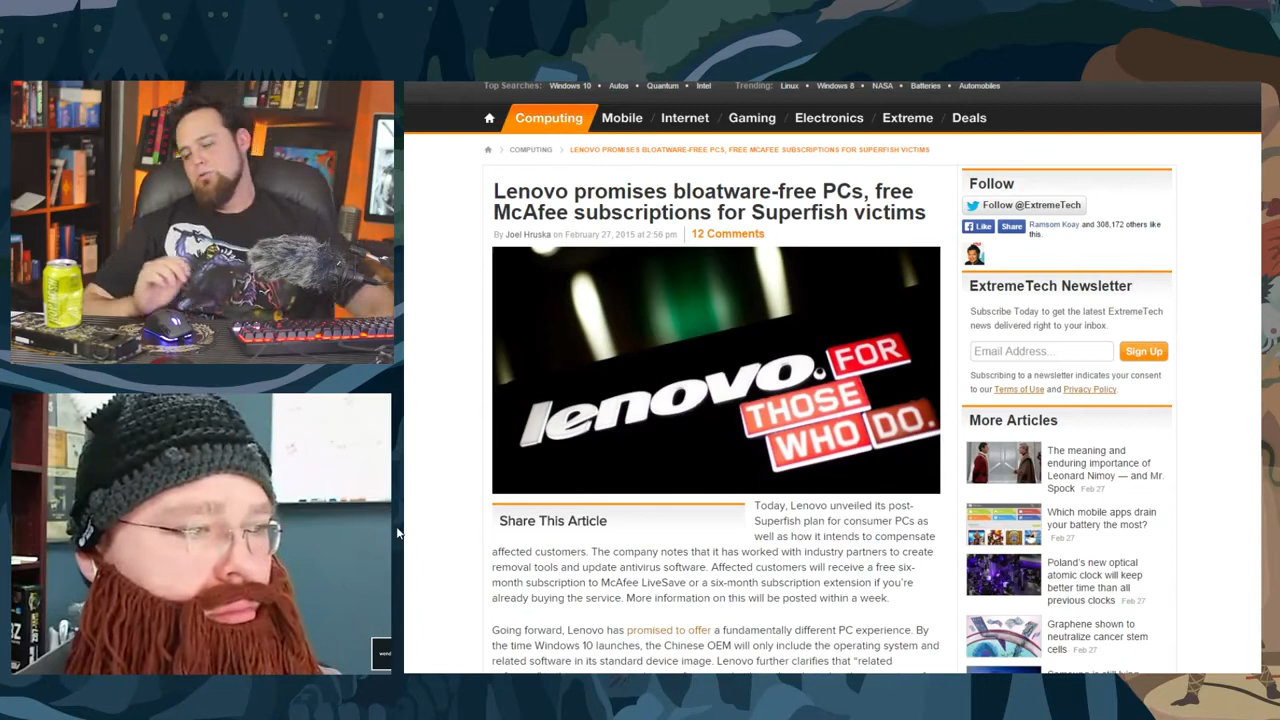 Top Searches: Windows 10 • Autos • Quantum • Intel Trending: Linux • Windows 8 • NASA • Batteries • Automobiles
Computing Mobile Internet Gaming Electronics Extreme Deals
COMPUTING LENOVO PROMISES BLOATWARE-FREE PCS, FREE MCAFEE SUBSCRIPTIONS FOR SUPERFISH VICTIMS
Lenovo promises bloatware-free PCs, free
McAfee subscriptions for Superfish victims
By Joel Hruska on February 27, 2015 at 2:56 pm 12 Comments
lenovo. FOR
THOSE
WHO DO.
Share This Article
Today, Lenovo unveiled its post-
Superfish plan for consumer PCs as
well as how it intends to compensate
affected customers. The company notes that it has worked with industry partners to create
removal tools and update antivirus software. Affected customers will receive a free six-
month subscription to McAfee LiveSave or a six-month subscription extension if you're
already buying the service. More information on this will be posted within a week.
Going forward, Lenovo has promised to offer a fundamentally different PC experience. By
the time Windows 10 launches, the Chinese OEM will only include the operating system and
related software in its standard device image. Lenovo further clarifies that "related
Follow
Follow @ExtremeTech
Like Share Ramsom Koay and 308,172 others like
this.
ExtremeTech Newsletter
Subscribe Today to get the latest ExtremeTech
news delivered right to your inbox.
Email Address... Sign Up
Subscribing to a newsletter indicates your consent
to our Terms of Use and Privacy Policy.
More Articles
The meaning and
enduring importance of
Leonard Nimoy — and Mr.
Spock Feb 27
Which mobile apps drain
your battery the most?
Feb 27
Poland's new optical
atomic clock will keep
better time than all
previous clocks Feb 27
Graphene shown to
neutralize cancer stem
cells Feb 27